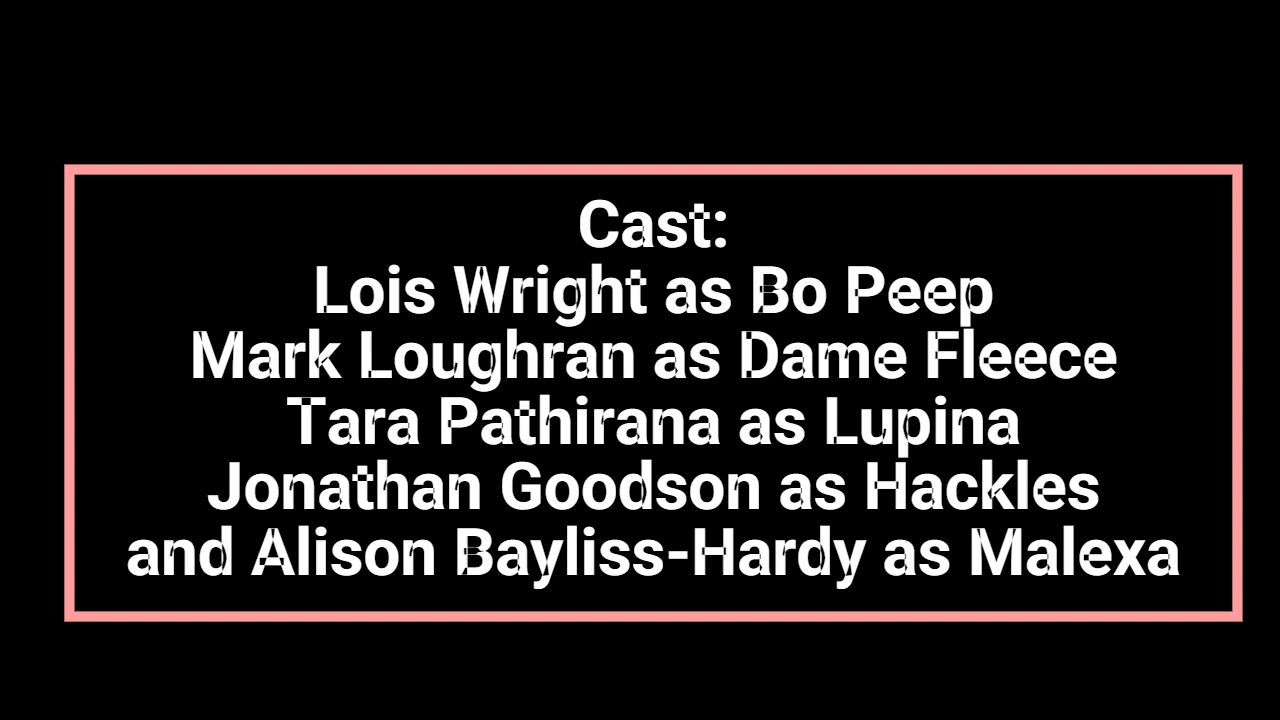 Cast:
Lois Wright as Bo Peep
Mark Loughran as Dame Fleece
Tara Pathirana as Lupina
Jonathan Goodson as Hackles
and Alison Bayliss-Hardy as Malexa